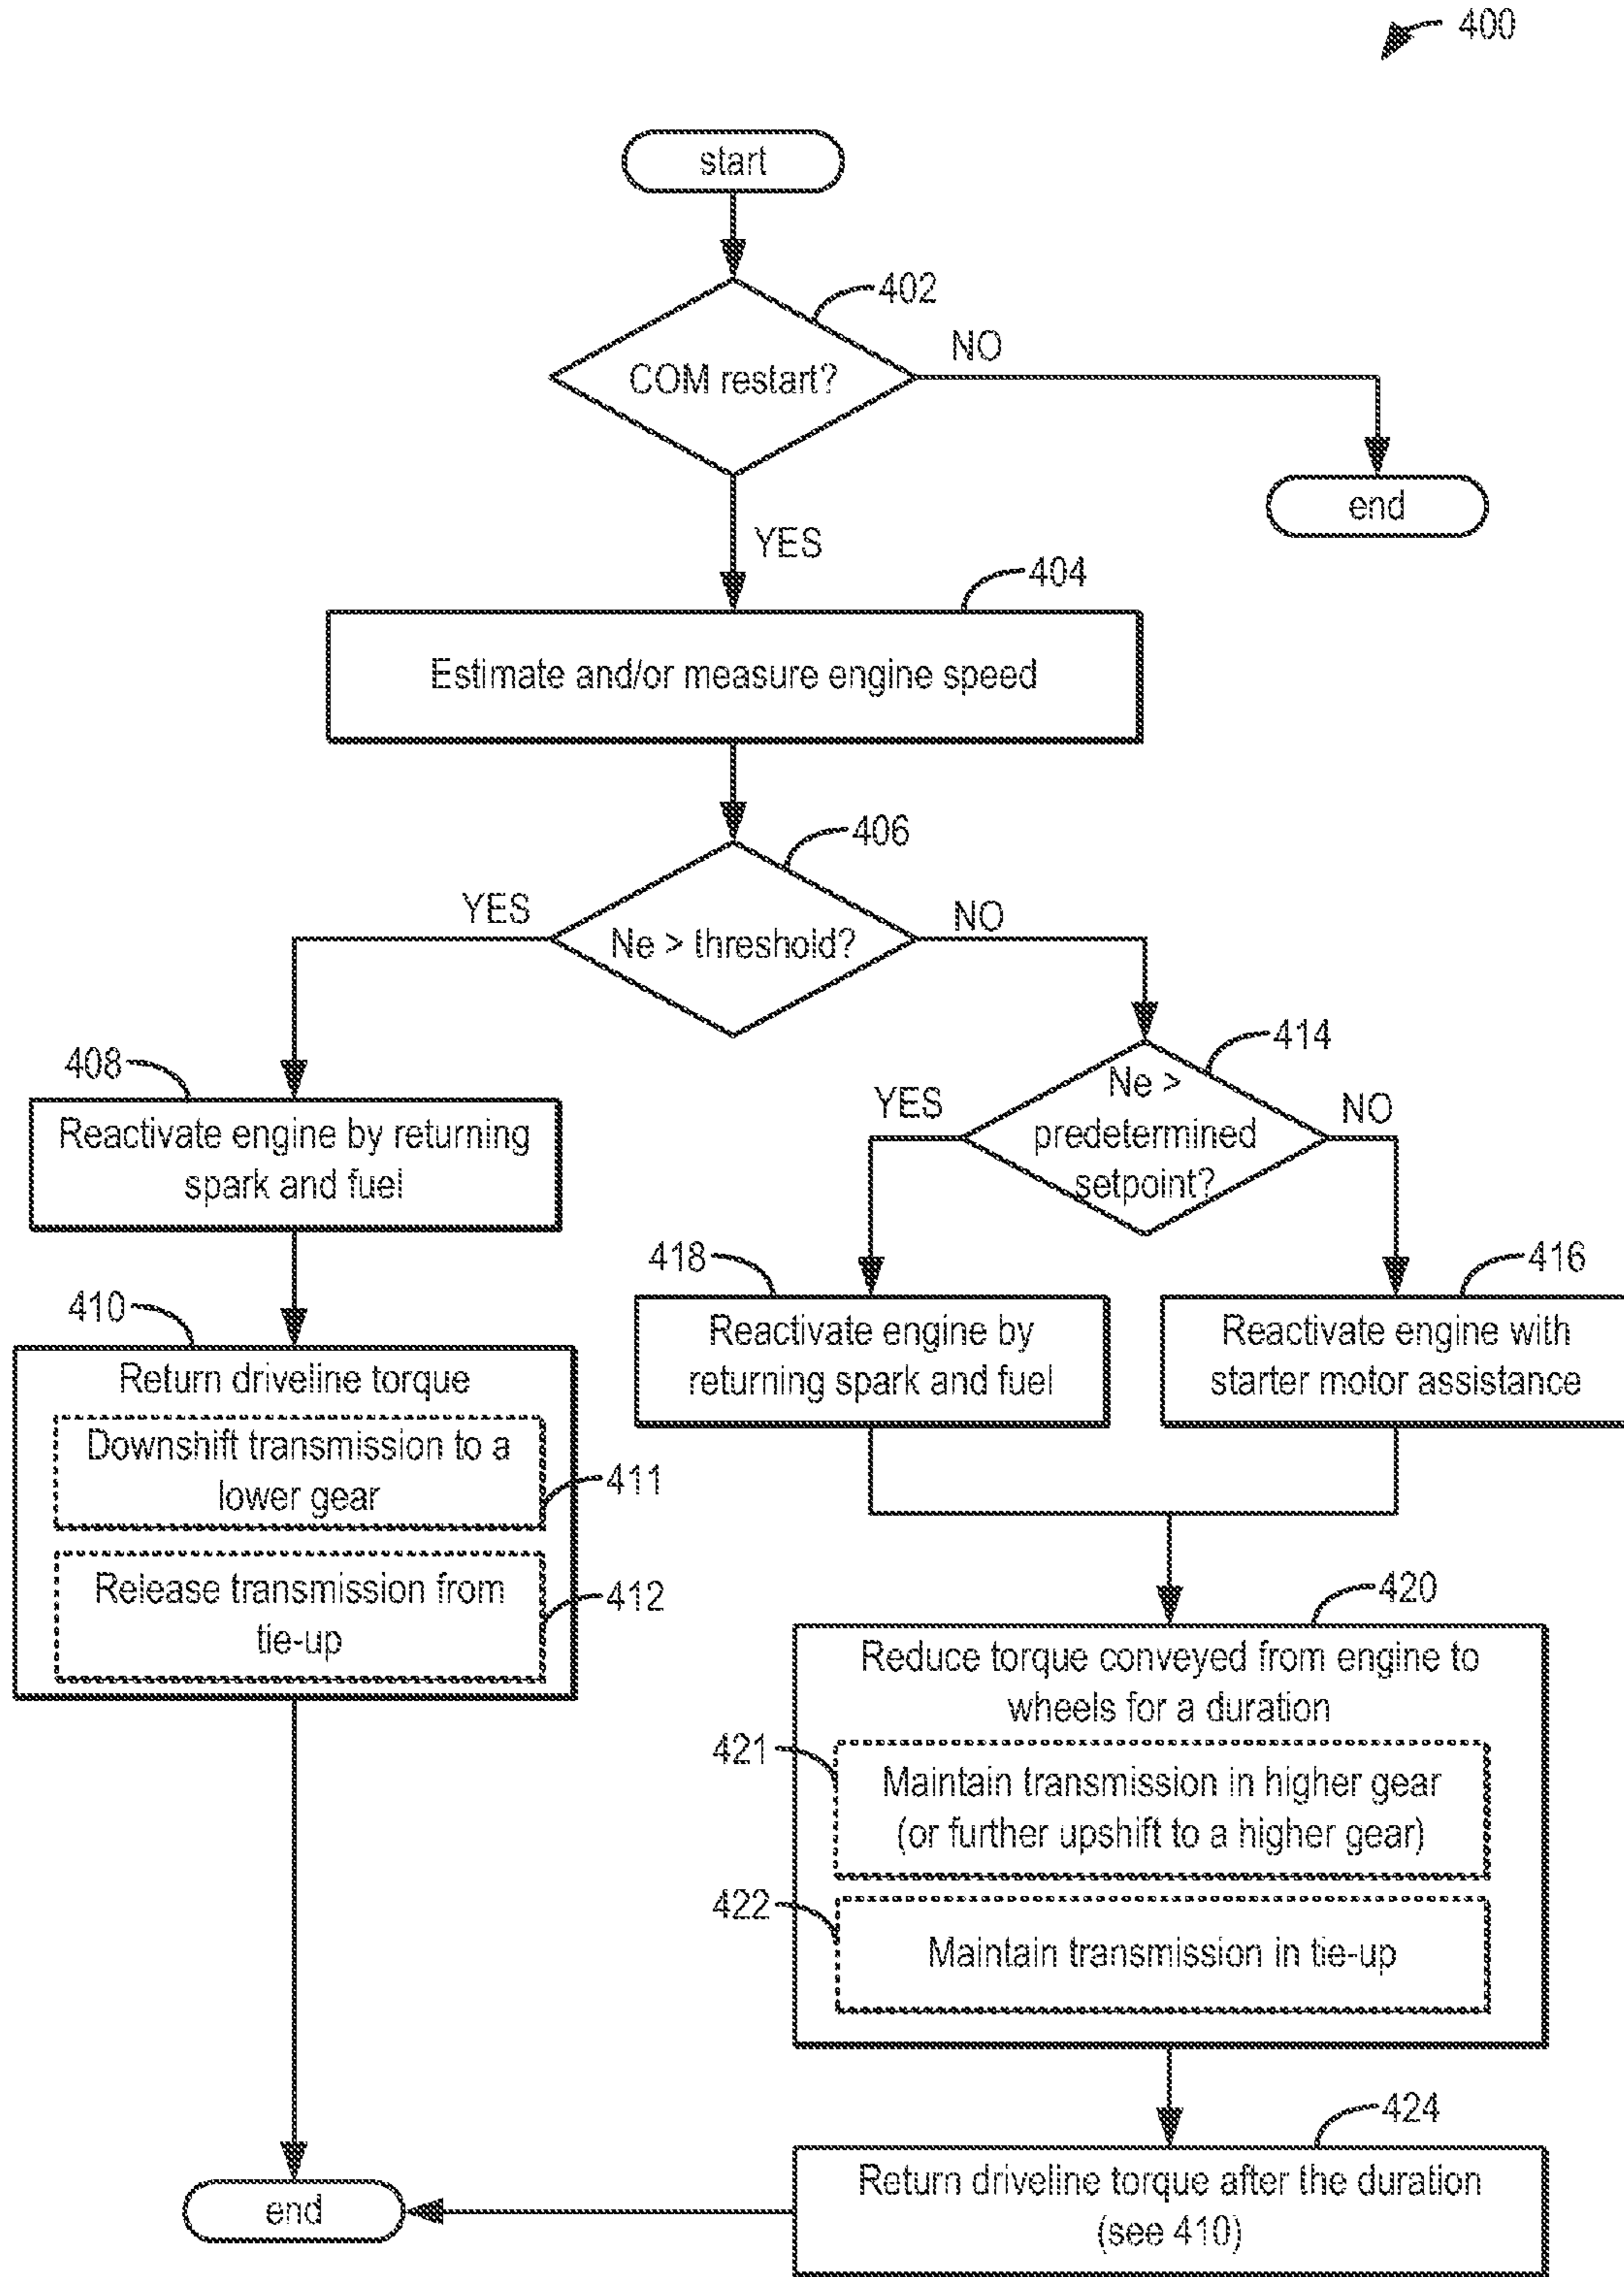 400
start
402
COM restart?
NO
end
YES
404
Estimate and/or measure engine speed
406
YES
Ne > threshold?
NO
408
Reactivate engine by returning
spark and fuel
414
YES
Ne >
predetermined
setpoint?
NO
410
Return driveline torque
Downshift transmission to a
lower gear
411
Release transmission from
tie-up
412
418
Reactivate engine by
returning spark and fuel
416
Reactivate engine with
starter motor assistance
420
Reduce torque conveyed from engine to
wheels for a duration
421
Maintain transmission in higher gear
(or further upshift to a higher gear)
422
Maintain transmission in tie-up
424
Return driveline torque after the duration
(see 410)
end